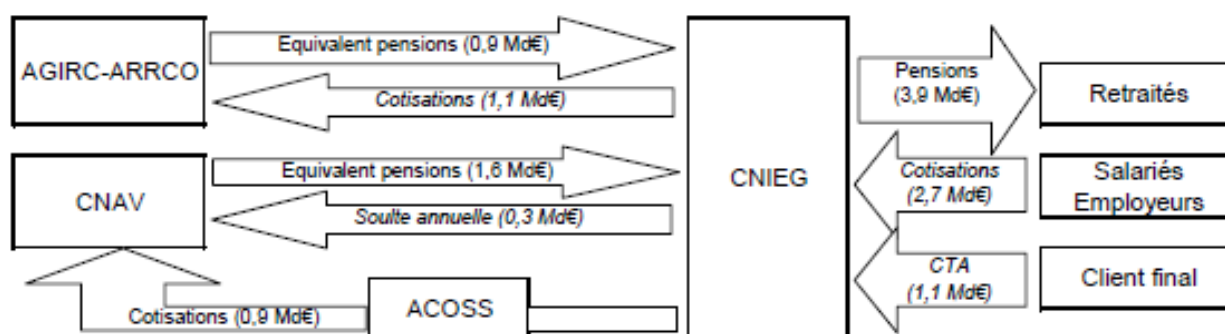 Equivalent pensions (0,9 Md€)
AGIRC-ARRCO
Cotisations (1,1 Md€)
Pensions
(3,9 Md€)
Retraités
Equivalent pensions (1,6 Md€)
CNAV
Soulte annuelle (0,3 Md€)
CNIEG
Cotisations
(2,7 Md€)
Salariés
Employeurs
CTA
(1,1 Md€)
Client final
Cotisations (0,9 Md€)
ACOSS